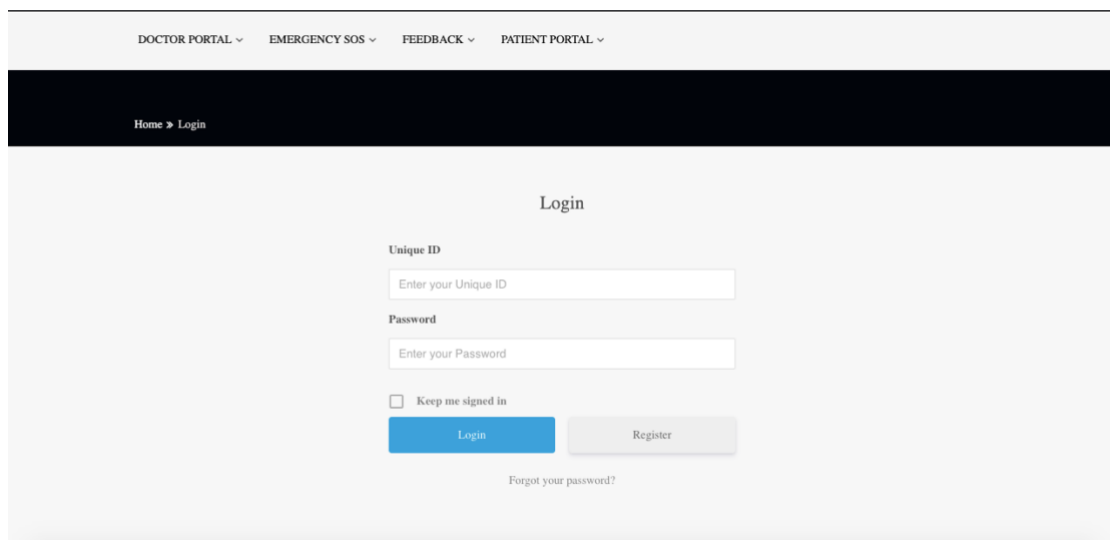 DOCTOR PORTAL EMERGENCY SOS FEEDBACK PATIENT PORTAL
Home » Login
Login
Unique ID
Enter your Unique ID
Password
Enter your Password
Keep me signed in
Login Register
Forgot your password?